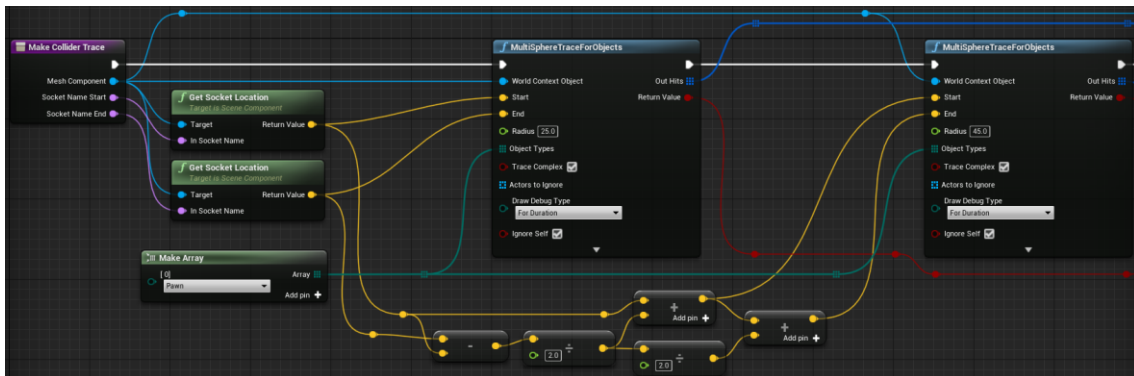 Make Collider Trace
Mesh Component
Socket Name Start
Socket Name End
f Get Socket Location
Target is Scene Component
Target
Return Value
In Socket Name
f Get Socket Location
Target is Scene Component
Target
Return Value
In Socket Name
Make Array
[0]
Pawn
Array
Add pin +
f MultiSphereTraceForObjects
World Context Object
Out Hits
Start
Return Value
End
Radius 25.0
Object Types
Trace Complex
Actors to Ignore
Draw Debug Type
For Duration
Ignore Self
-
2.0 ÷
2.0 ÷
+
Add pin +
+
Add pin +
f MultiSphereTraceForObjects
World Context Object
Out Hits
Start
Return Value
End
Radius 45.0
Object Types
Trace Complex
Actors to Ignore
Draw Debug Type
For Duration
Ignore Self